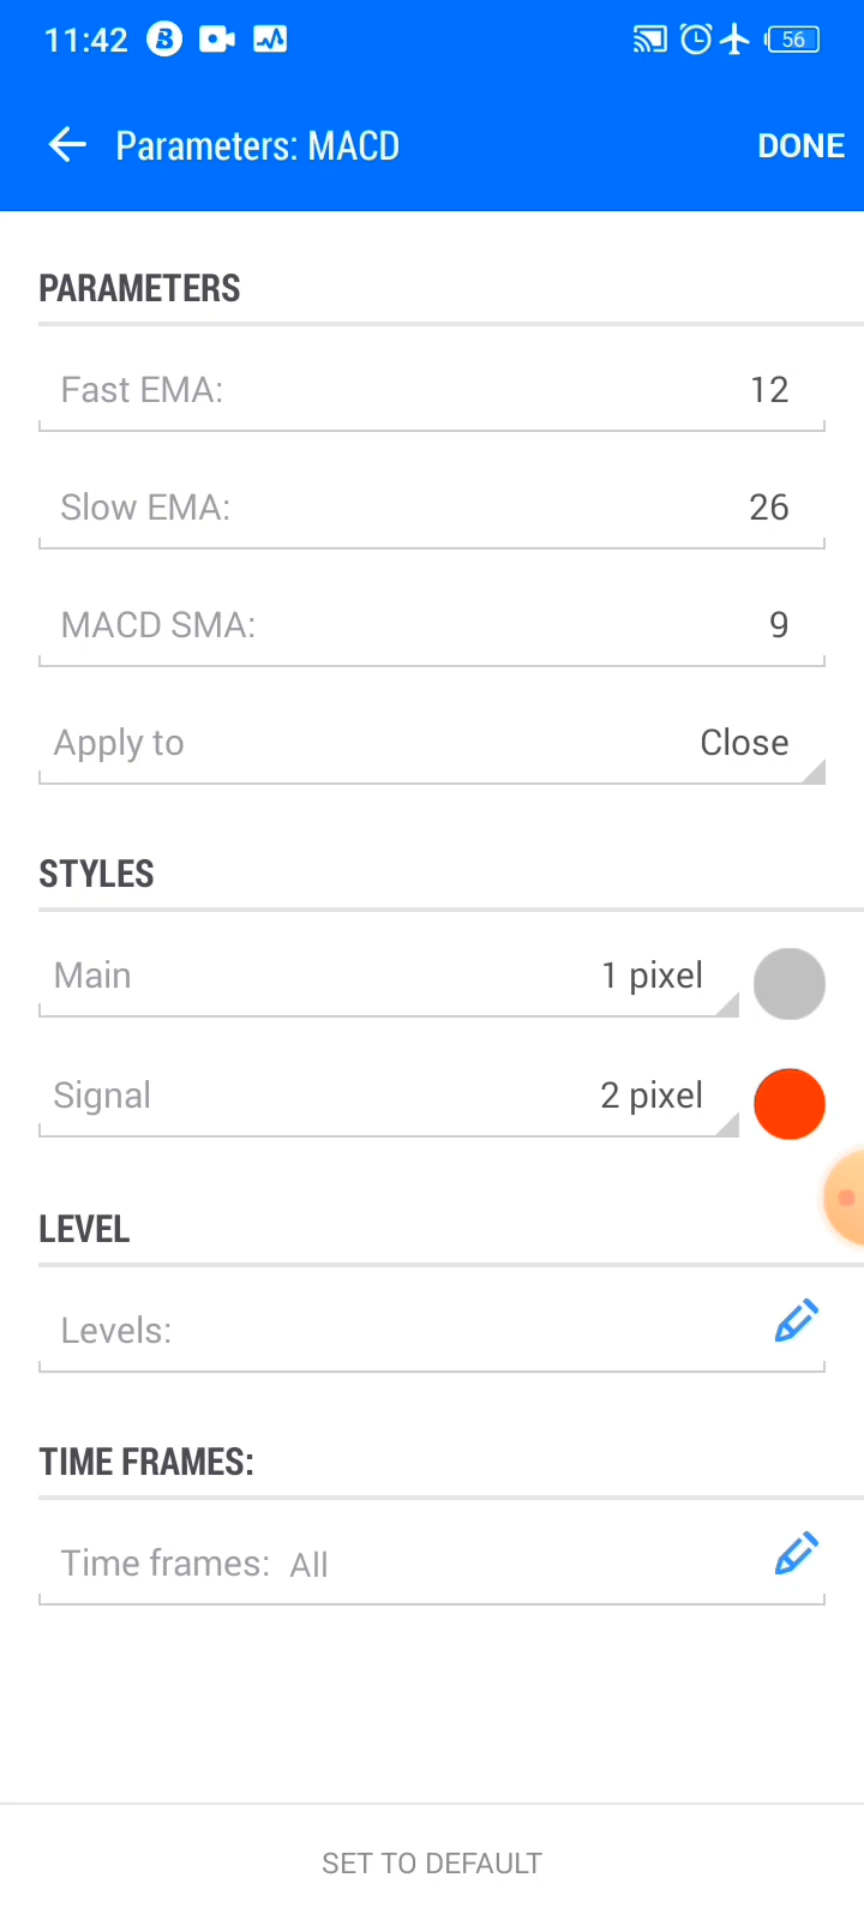 11:42
56
Parameters: MACD
DONE
PARAMETERS
Fast EMA: 12
Slow EMA: 26
MACD SMA: 9
Apply to Close
STYLES
Main 1 pixel
Signal 2 pixel
LEVEL
Levels:
TIME FRAMES:
Time frames: All
SET TO DEFAULT